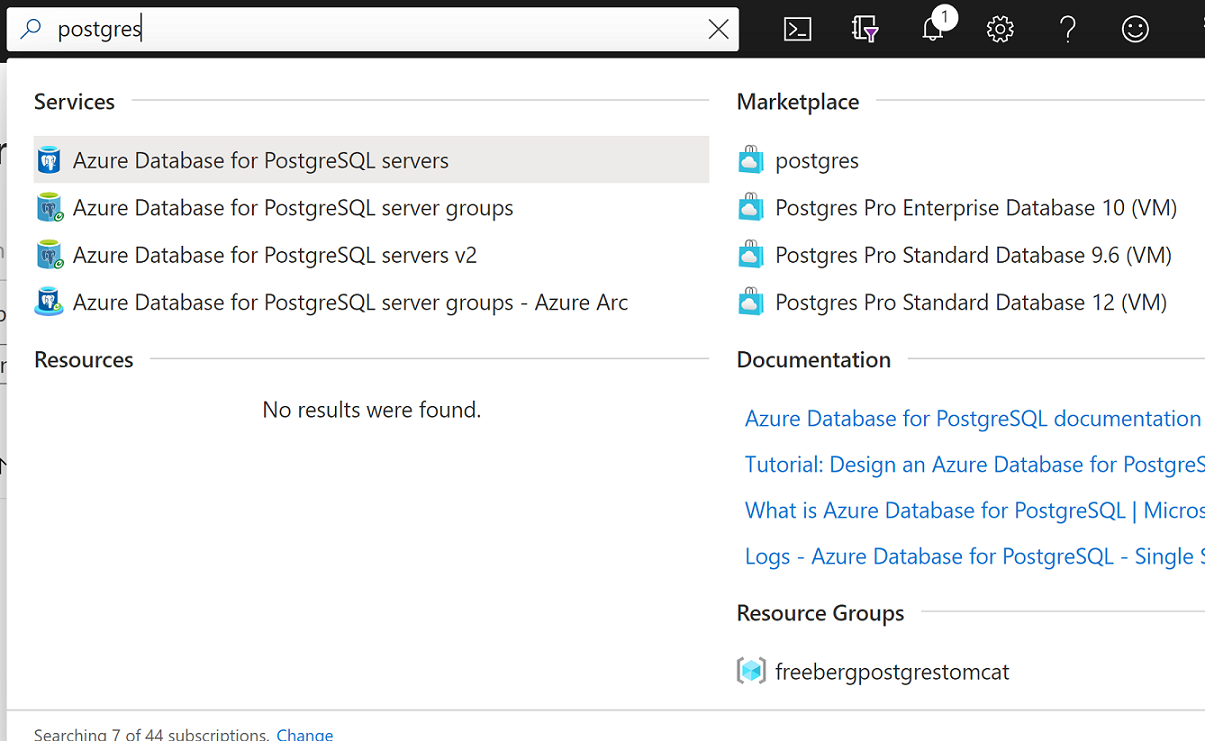 postgres
1
Services
Azure Database for PostgreSQL servers
Azure Database for PostgreSQL server groups
Azure Database for PostgreSQL servers v2
Azure Database for PostgreSQL server groups - Azure Arc
Resources
No results were found.
Marketplace
postgres
Postgres Pro Enterprise Database 10 (VM)
Postgres Pro Standard Database 9.6 (VM)
Postgres Pro Standard Database 12 (VM)
Documentation
Azure Database for PostgreSQL documentation
Tutorial: Design an Azure Database for PostgreS
What is Azure Database for PostgreSQL | Micros
Logs - Azure Database for PostgreSQL - Single
Resource Groups
freebergpostgrestomcat
Searching 7 of 44 subscriptions. Change